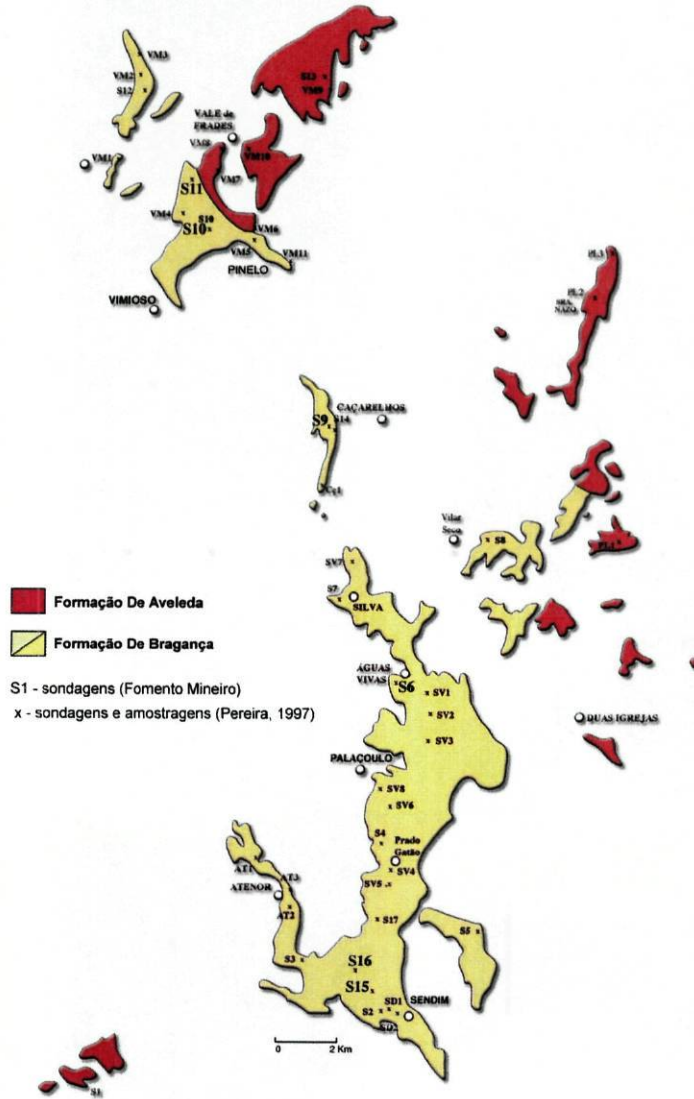 VM3
VM2
S12
S13
VM9
VALE de
FRADES
VM8
VM10
VM1
VM7
S11
VM4
S10
S10
VM6
VM5
VM11
PINELO
VIMIOSO
PL3
PL2
SRA.
NAZO
CAÇARELHOS
S9
S14
Cç1
Vilar
Seco
S8
PL1
SV7
S7
SILVA
Formação De Aveleda
Formação De Bragança
ÁGUAS
VIVAS
S6
SV1
SV2
SV3
S1 - sondagens (Fomento Mineiro)
x - sondagens e amostragens (Pereira, 1997)
DUAS IGREJAS
PALAÇOULO
SV8
SV6
S4
Prado
Gatão
SV4
SV5
AT1
AT3
ATENOR
AT2
S17
S5
S3
S16
S15
SD1
SENDIM
S2
SD2
0 2 Km
S1